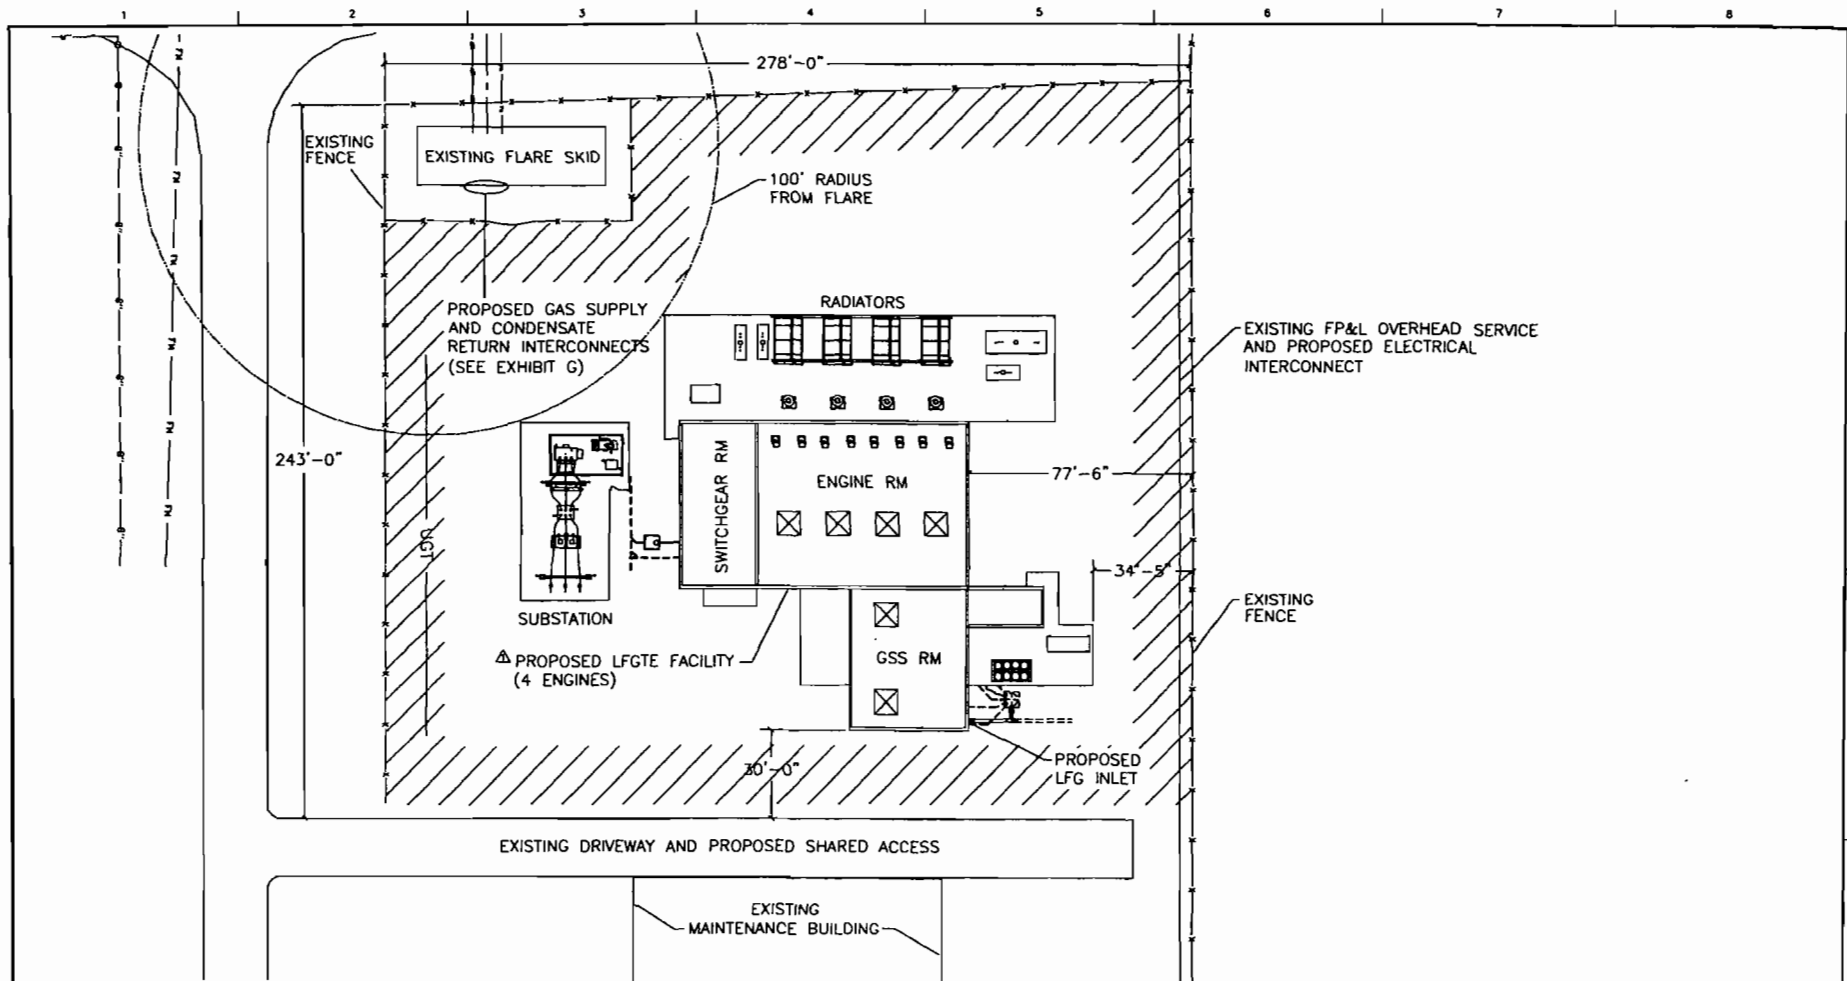 1 2 3 4 5 6 7 8
278'-0"
EXISTING
FENCE
EXISTING FLARE SKID
100' RADIUS
FROM FLARE
PROPOSED GAS SUPPLY
AND CONDENSATE
RETURN INTERCONNECTS
(SEE EXHIBIT G)
RADIATORS
EXISTING FP&L OVERHEAD SERVICE
AND PROPOSED ELECTRICAL
INTERCONNECT
243'-0"
UGT
SWITCHGEAR RM
ENGINE RM
77'-6"
34'-5"
SUBSTATION
EXISTING
FENCE
PROPOSED LFGTE FACILITY
(4 ENGINES)
GSS RM
30'-0"
PROPOSED
LFG INLET
EXISTING DRIVEWAY AND PROPOSED SHARED ACCESS
EXISTING
MAINTENANCE BUILDING